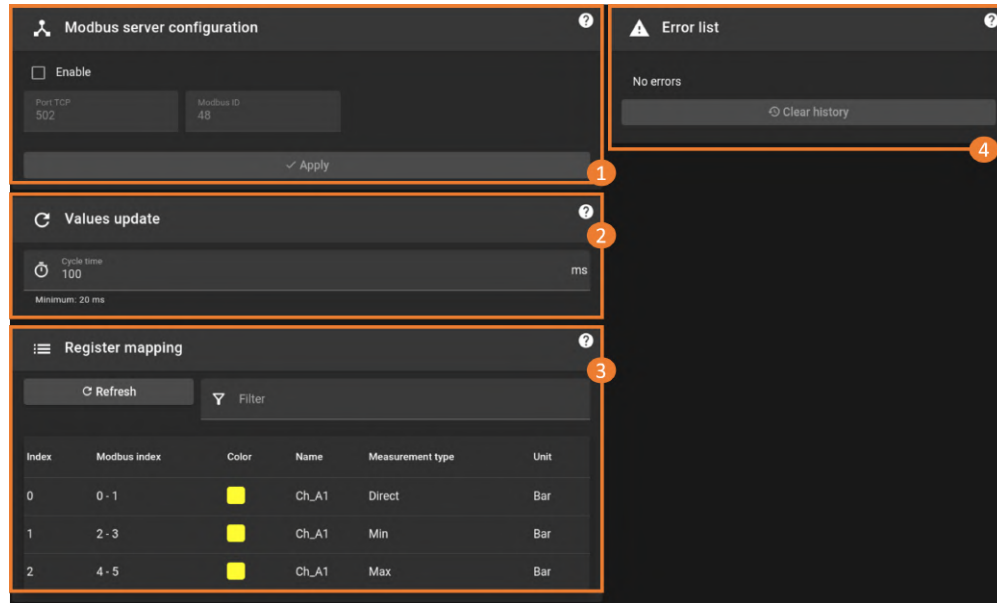 Modbus server configuration
Enable
Port TCP
502
Modbus ID
48
Apply
1
Values update
2
Cycle time
100
ms
Minimum: 20 ms
Register mapping
3
Refresh
Filter
Index Modbus index Color Name Measurement type Unit
0 0 - 1 Ch_A1 Direct Bar
1 2 - 3 Ch_A1 Min Bar
2 4 - 5 Ch_A1 Max Bar
Error list
No errors
Clear history
4